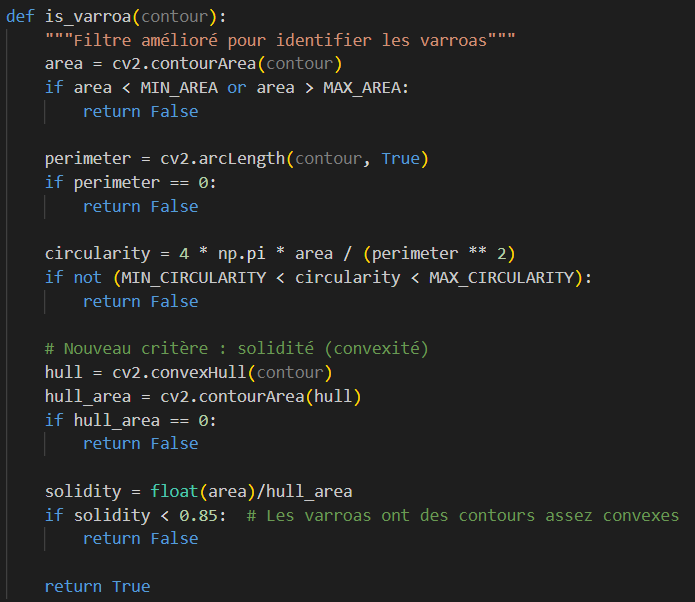 def is_varroa(contour):
    """Filtre amélioré pour identifier les varroas"""
    area = cv2.contourArea(contour)
    if area < MIN_AREA or area > MAX_AREA:
        return False

    perimeter = cv2.arcLength(contour, True)
    if perimeter == 0:
        return False

    circularity = 4 * np.pi * area / (perimeter ** 2)
    if not (MIN_CIRCULARITY < circularity < MAX_CIRCULARITY):
        return False

    # Nouveau critère : solidité (convexité)
    hull = cv2.convexHull(contour)
    hull_area = cv2.contourArea(hull)
    if hull_area == 0:
        return False

    solidity = float(area)/hull_area
    if solidity < 0.85:  # Les varroas ont des contours assez convexes
        return False

    return True